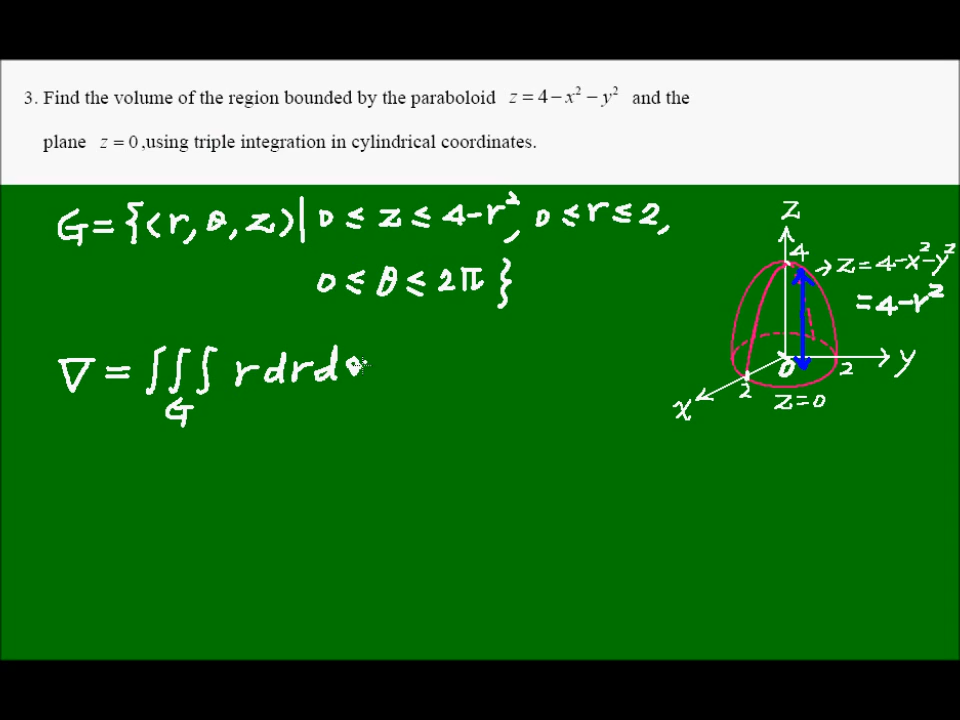 3. Find the volume of the region bounded by the paraboloid z = 4 − x² − y² and the
plane z = 0 ,using triple integration in cylindrical coordinates.
G = {(r, θ, z) | 0 ≤ z ≤ 4-r², 0 ≤ r ≤ 2,
0 ≤ θ ≤ 2π }
V = ∭ r dr d
G
z
4
z = 4-x²-y²
= 4-r²
0
2
y
2
x
z=0